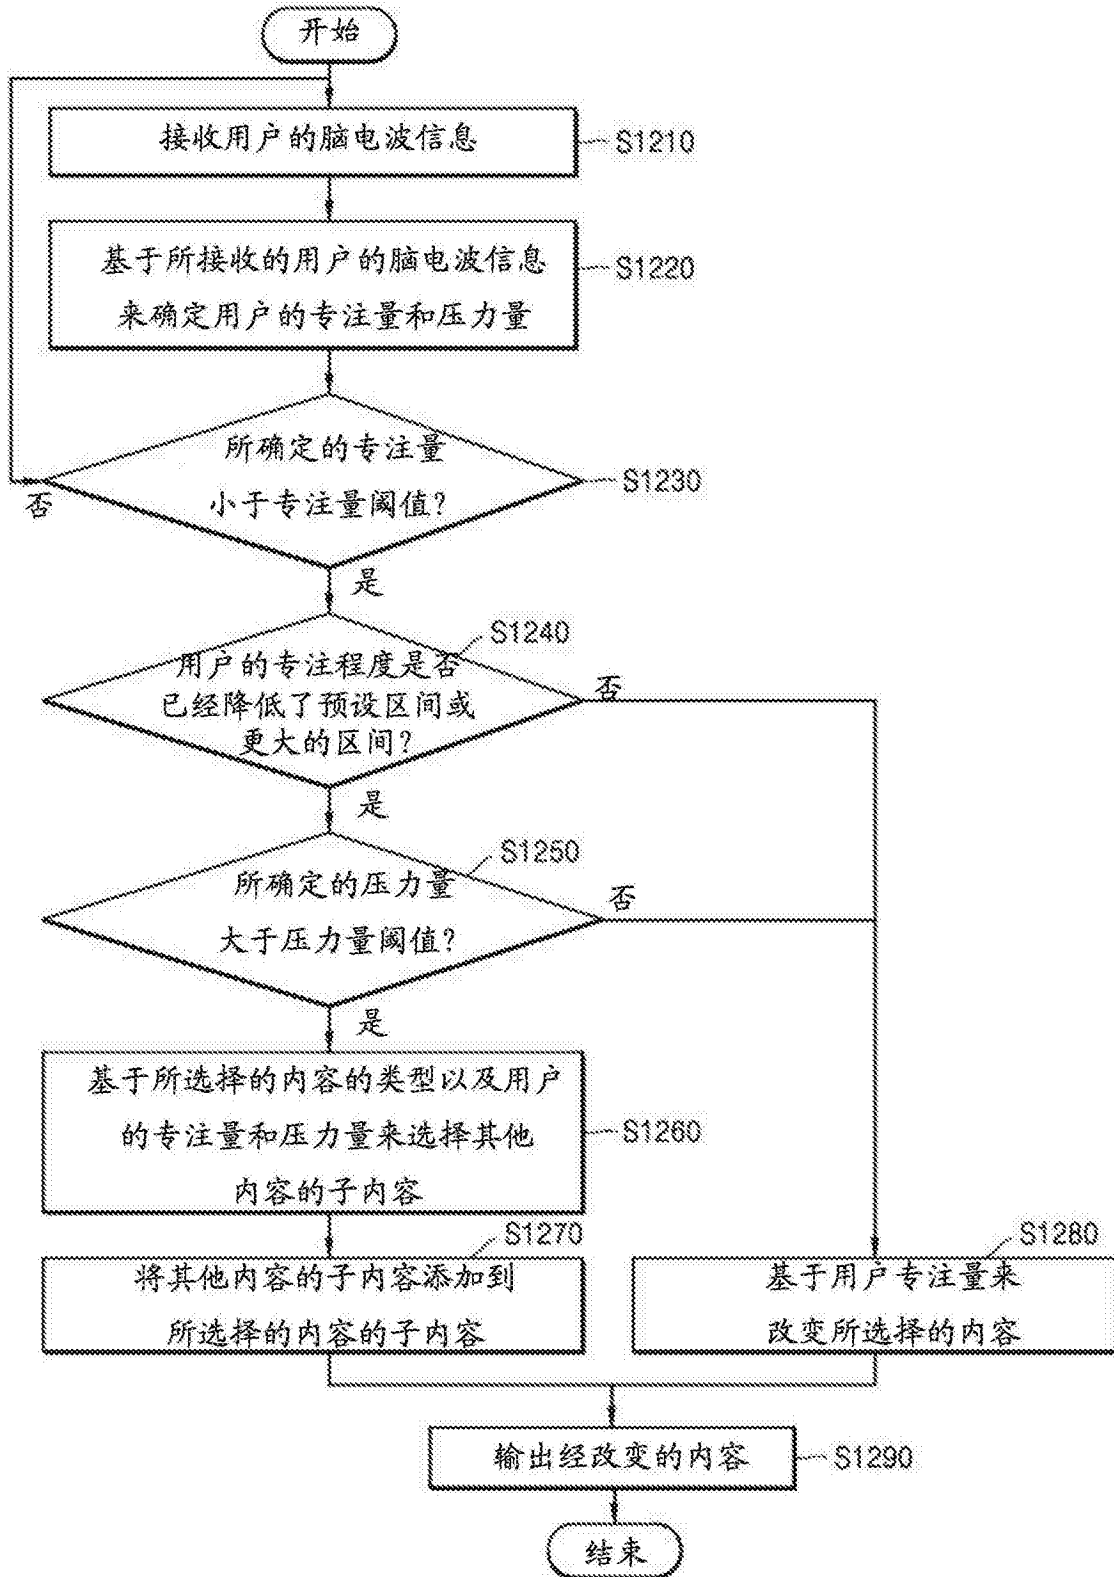 开始
接收用户的脑电波信息
S1210
基于所接收的用户的脑电波信息
来确定用户的专注量和压力量
S1220
所确定的专注量
小于专注量阈值?
S1230
否
是
S1240
用户的专注程度是否
已经降低了预设区间或
更大的区间?
否
是
S1250
所确定的压力量
大于压力量阈值?
否
是
基于所选择的内容的类型以及用户
的专注量和压力量来选择其他
内容的子内容
S1260
S1270
将其他内容的子内容添加到
所选择的内容的子内容
S1280
基于用户专注量来
改变所选择的内容
输出经改变的内容
S1290
结束